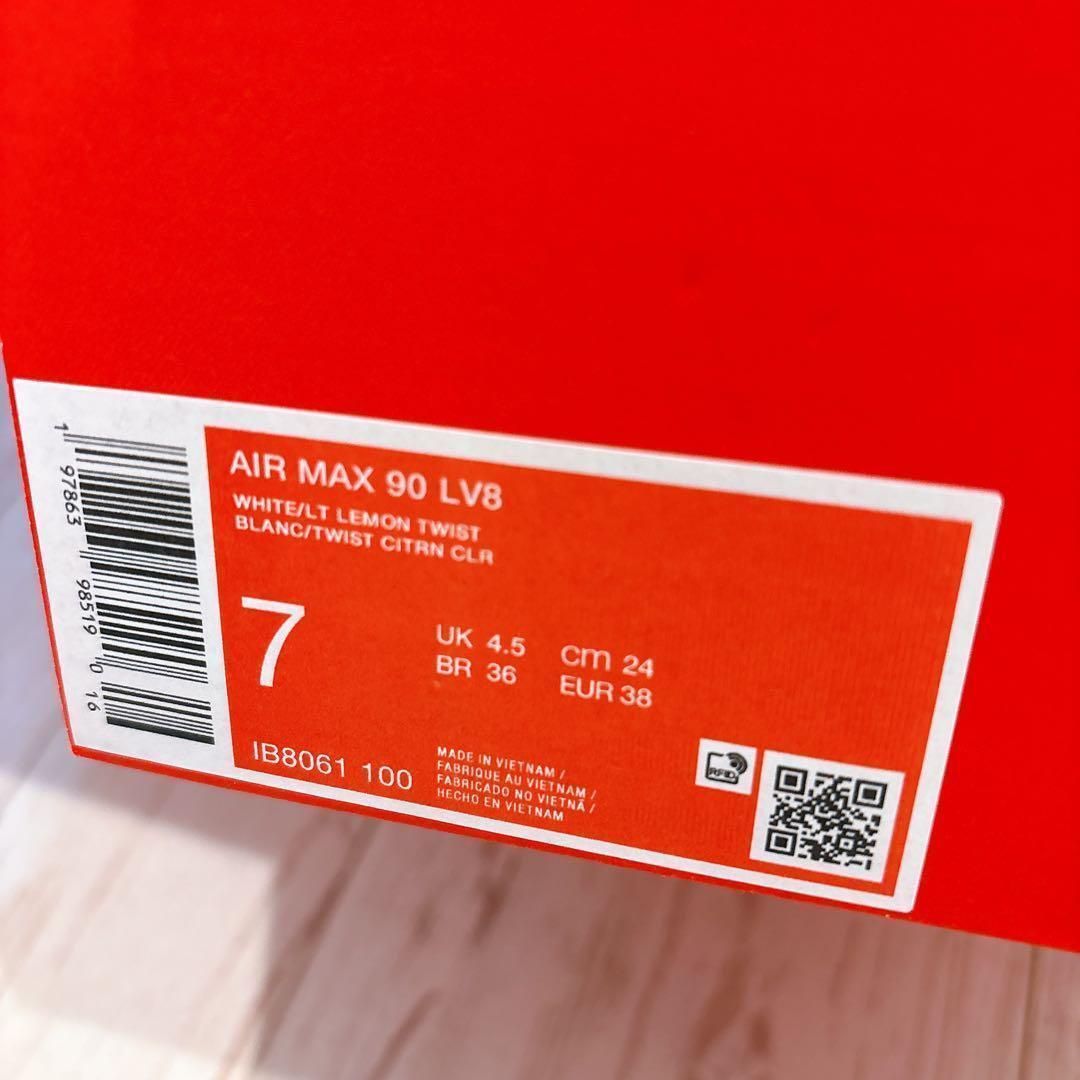 AIR MAX 90 LV8
WHITE/LT LEMON TWIST
BLANC/TWIST CITRN CLR
7
UK 4.5
BR 36
cm 24
EUR 38
IB8061 100
MADE IN VIETNAM /
FABRIQUE AU VIETNAM /
FABRICADO NO VIETNÃ /
HECHO EN VIETNAM
RFID
1 97863 98519 0 16